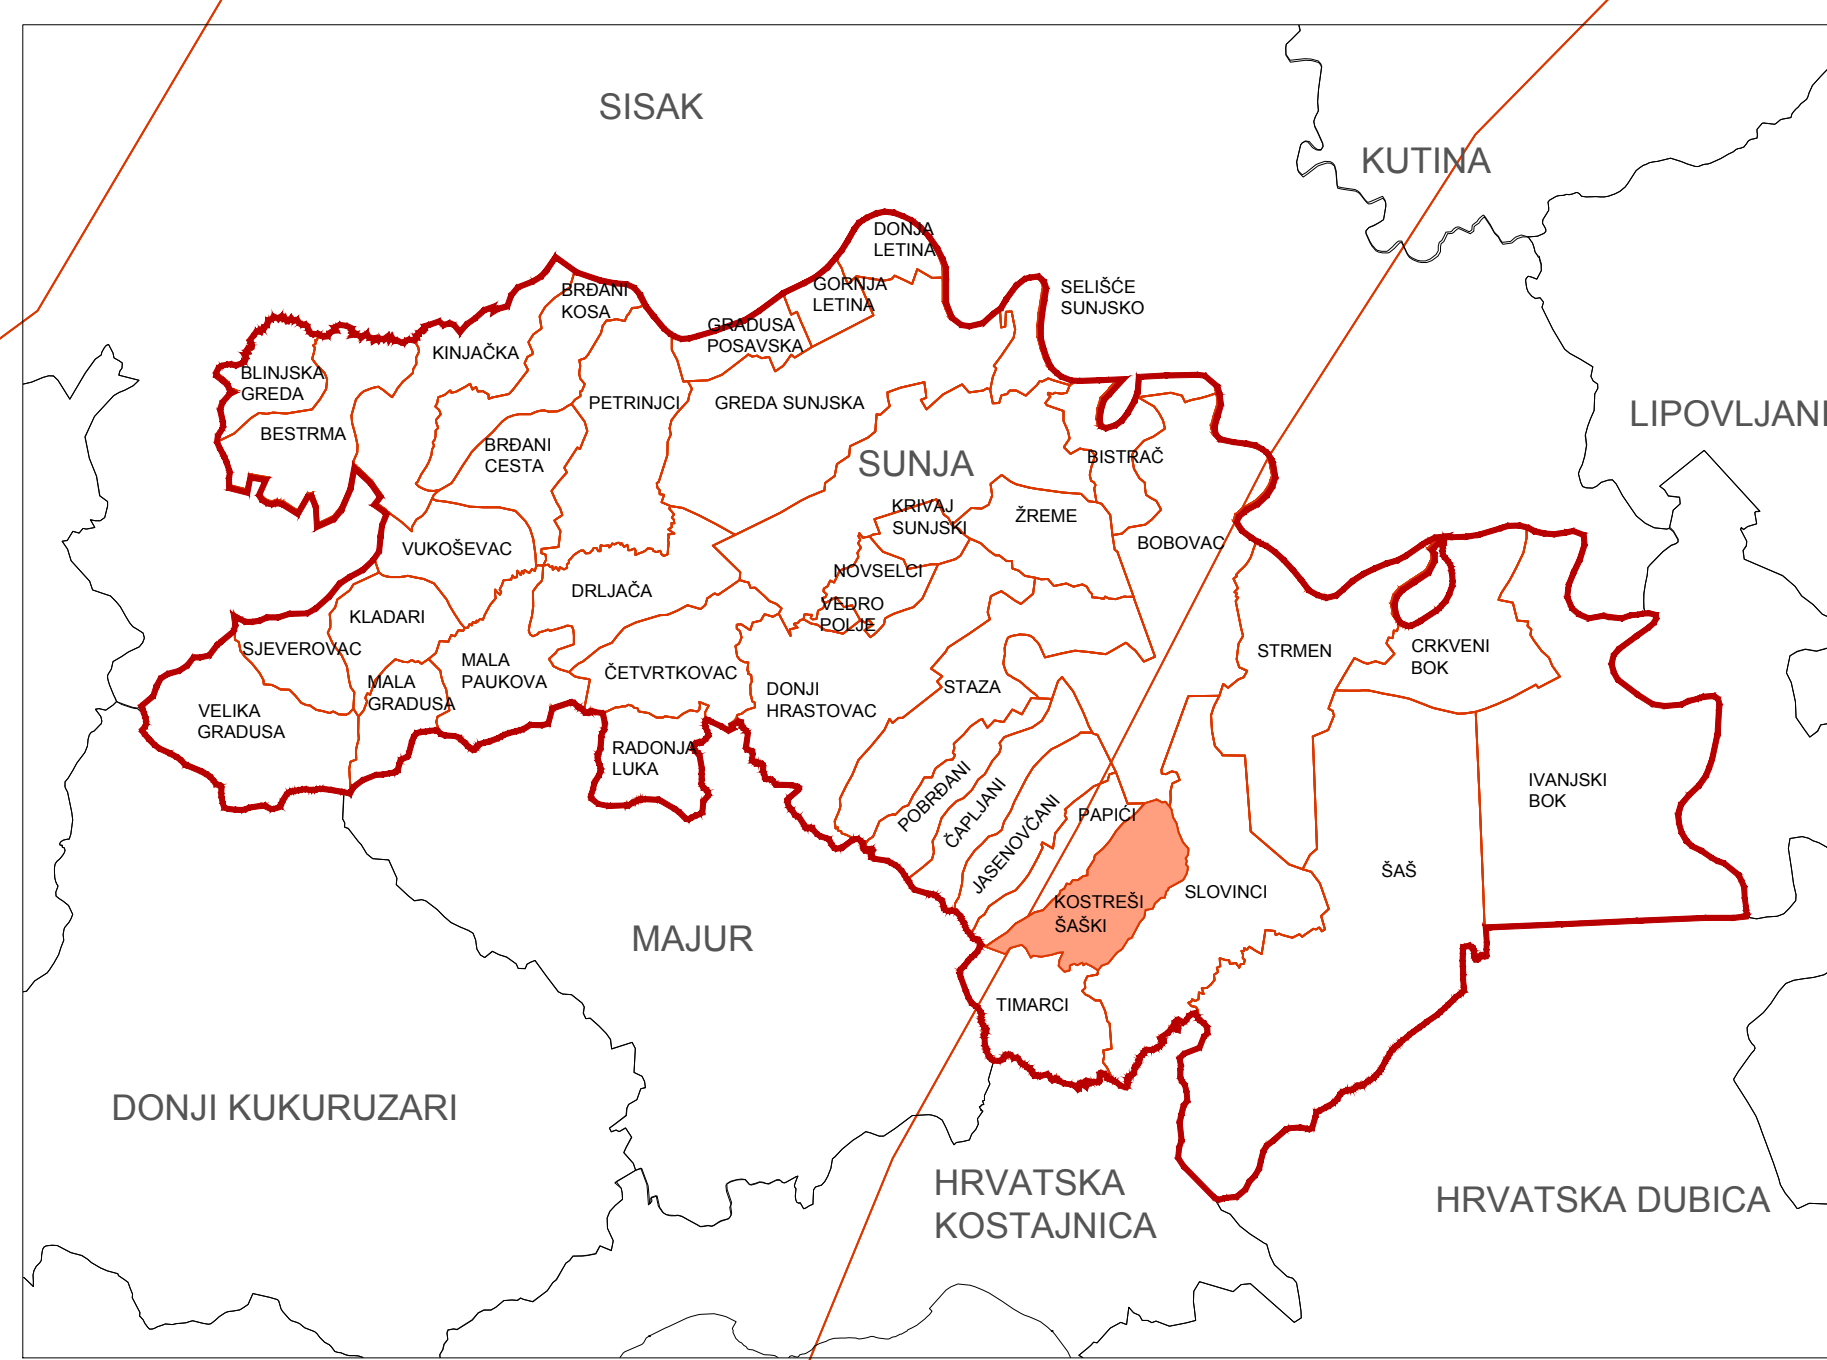 SISAK
KUTINA
DONJA
LETINA
SELIŠĆE
SUNJSKO
GORNJA
LETINA
BRĐANI
KOSA
GRADUSA
POSAVSKA
KINJAČKA
BLINJSKA
GREDA
PETRINJCI
GREDA SUNJSKA
LIPOVLJANI
BESTRMA
BRĐANI
CESTA
SUNJA
BISTRAČ
KRIVAJ
SUNJSKI
ŽREME
VUKOŠEVAC
BOBOVAC
NOVSELCI
DRLJAČA
VEDRO
POLJE
KLADARI
SJEVEROVAC
STRMEN
CRKVENI
BOK
MALA
PAUKOVA
ČETVRTKOVAC
MALA
GRADUSA
DONJI
HRASTOVAC
STAZA
VELIKA
GRADUSA
RADONJA
LUKA
IVANJSKI
BOK
POBRĐANI
ČAPLJANI
JASENOVČANI
PAPIĆI
ŠAŠ
SLOVINCI
KOSTREŠI
ŠAŠKI
MAJUR
TIMARCI
DONJI KUKURUZARI
HRVATSKA
KOSTAJNICA
HRVATSKA DUBICA